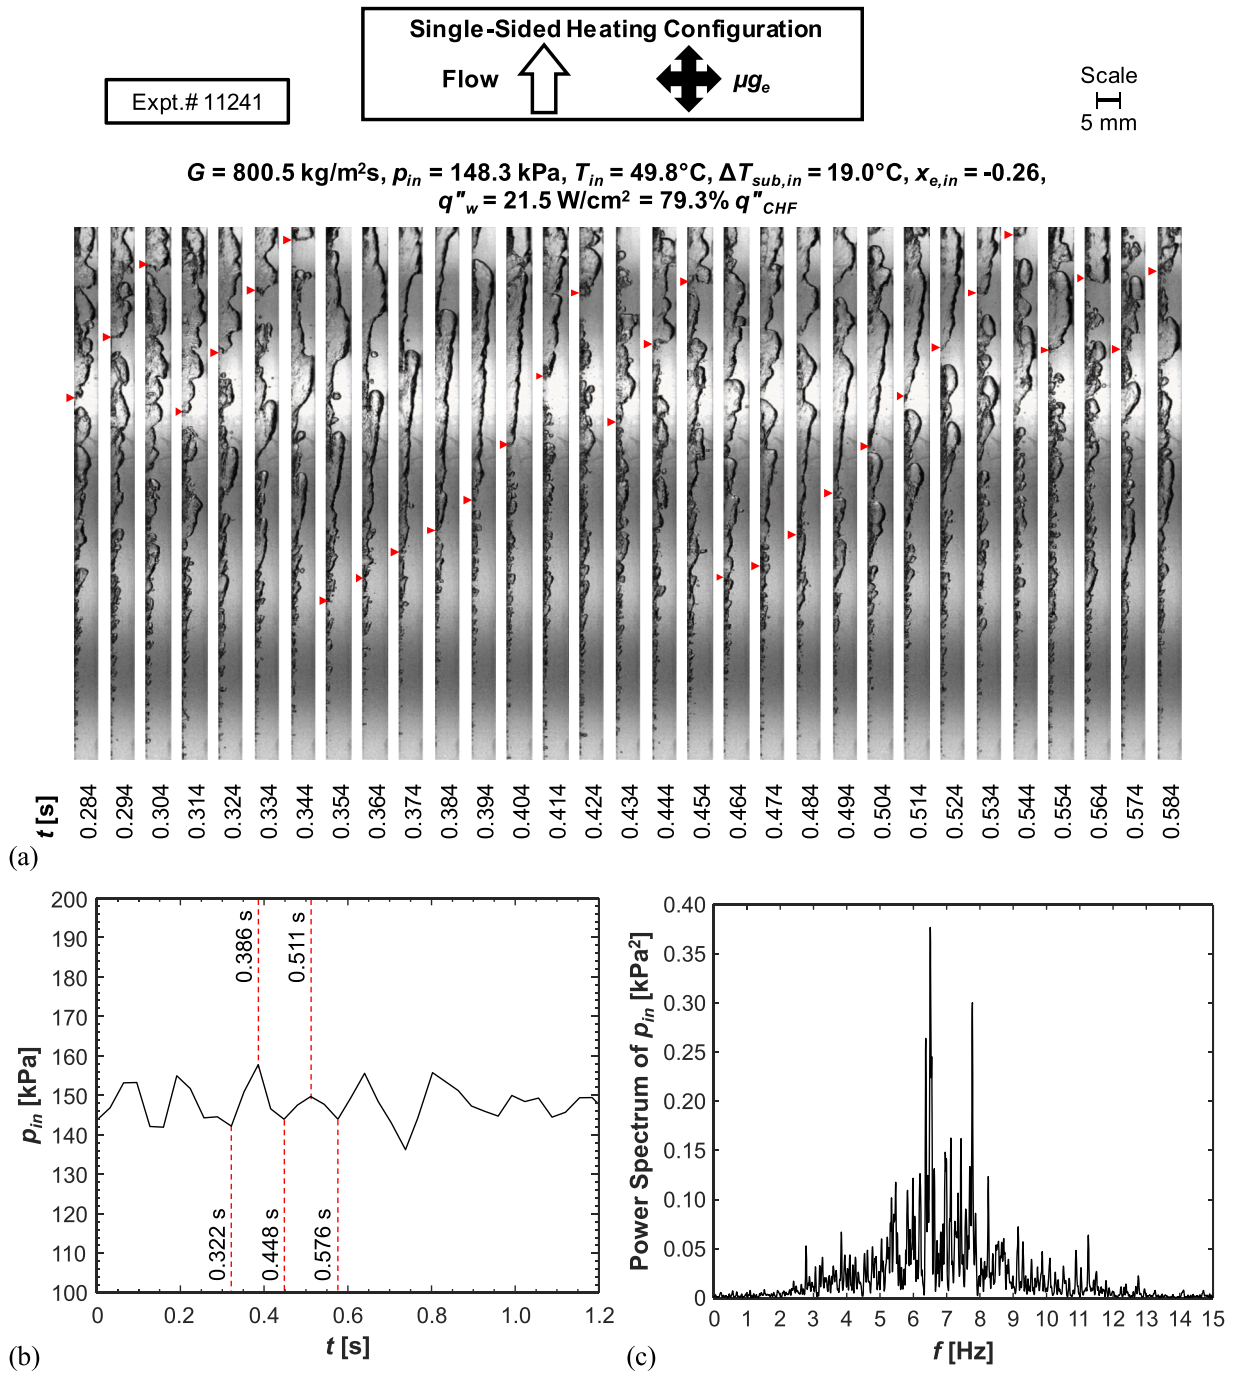 Single-Sided Heating Configuration
Flow
μgₑ
Expt.# 11241
Scale
5 mm
G = 800.5 kg/m²s, p_in = 148.3 kPa, T_in = 49.8°C, ΔT_sub,in = 19.0°C, x_e,in = -0.26,
q"_w = 21.5 W/cm² = 79.3% q"_CHF
t [s]
0.284
0.294
0.304
0.314
0.324
0.334
0.344
0.354
0.364
0.374
0.384
0.394
0.404
0.414
0.424
0.434
0.444
0.454
0.464
0.474
0.484
0.494
0.504
0.514
0.524
0.534
0.544
0.554
0.564
0.574
0.584
(a)
200
190
180
170
160
150
140
130
120
110
100
p_in [kPa]
0.386 s
0.511 s
0.322 s
0.448 s
0.576 s
0
0.2
0.4
0.6
0.8
1.0
1.2
t [s]
(b)
0.40
0.35
0.30
0.25
0.20
0.15
0.10
0.05
0
Power Spectrum of p_in [kPa²]
0 1 2 3 4 5 6 7 8 9 10 11 12 13 14 15
f [Hz]
(c)